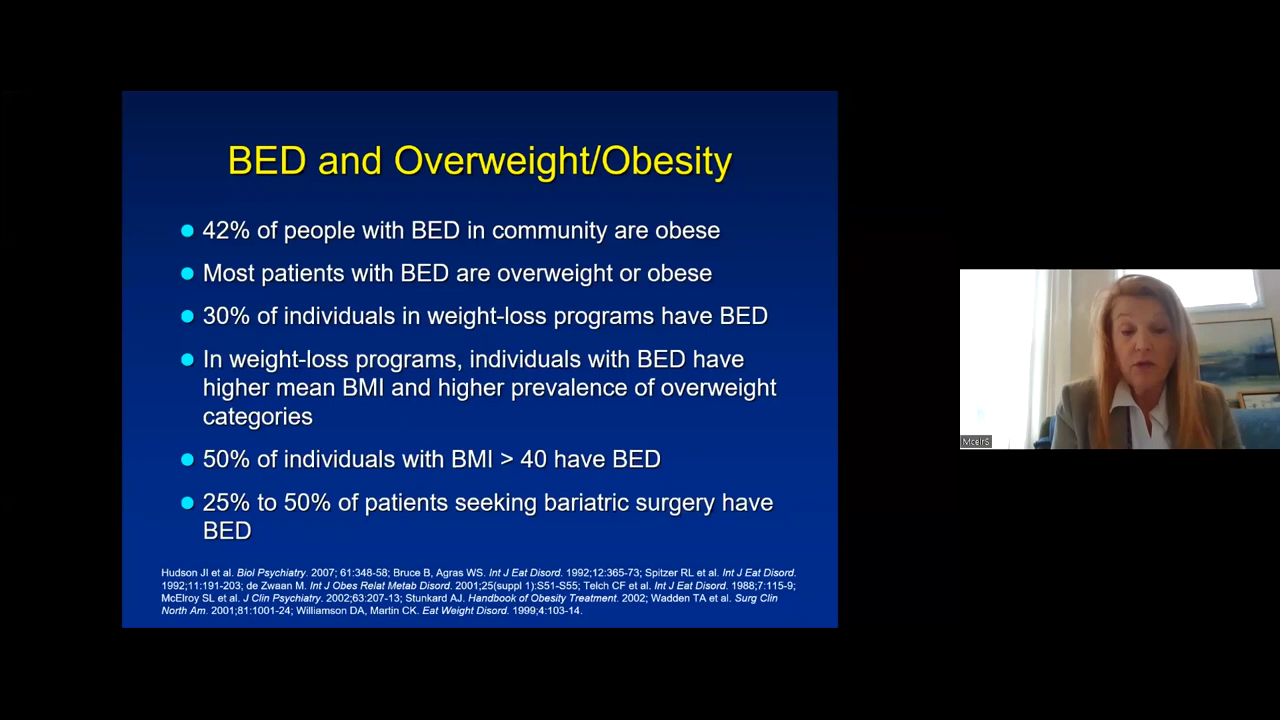 BED and Overweight/Obesity
42% of people with BED in community are obese
Most patients with BED are overweight or obese
30% of individuals in weight-loss programs have BED
In weight-loss programs, individuals with BED have
higher mean BMI and higher prevalence of overweight
categories
50% of individuals with BMI > 40 have BED
25% to 50% of patients seeking bariatric surgery have
BED
Hudson JI et al. Biol Psychiatry. 2007; 61:348-58; Bruce B, Agras WS. Int J Eat Disord. 1992;12:365-73; Spitzer RL et al. Int J Eat Disord.
1992;11:191-203; de Zwaan M. Int J Obes Relat Metab Disord. 2001;25(suppl 1):S51-S55; Telch CF et al. Int J Eat Disord. 1988;7:115-9;
McElroy SL et al. J Clin Psychiatry. 2002;63:207-13; Stunkard AJ. Handbook of Obesity Treatment. 2002; Wadden TA et al. Surg Clin
North Am. 2001;81:1001-24; Williamson DA, Martin CK. Eat Weight Disord. 1999;4:103-14.
McelrS